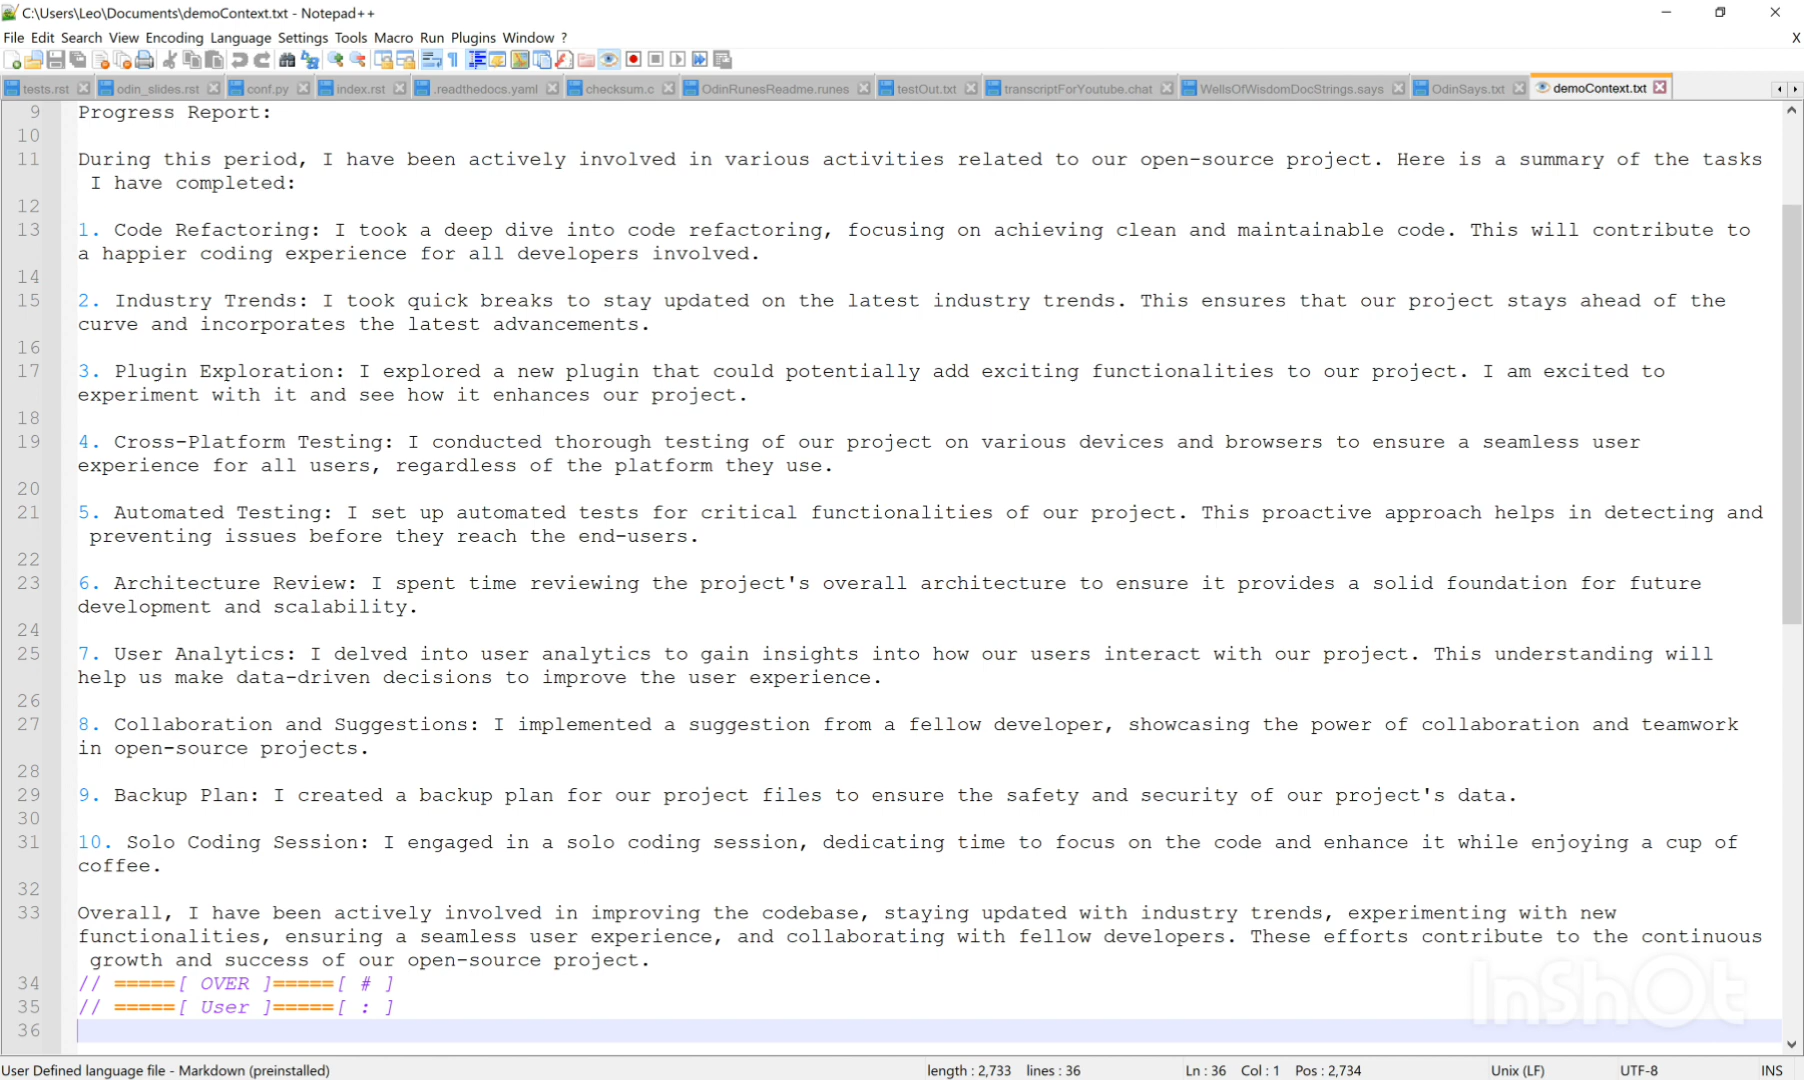 C:\Users\Leo\Documents\demoContext.txt - Notepad++
File Edit Search View Encoding Language Settings Tools Macro Run Plugins Window ? X
tests.rst odin_slides.rst conf.py index.rst .readthedocs.yaml checksum.c OdinRunesReadme.runes testOut.txt transcriptForYoutube.chat WellsOfWisdomDocStrings.says OdinSays.txt demoContext.txt
9 Progress Report:
10
11 During this period, I have been actively involved in various activities related to our open-source project. Here is a summary of the tasks
I have completed:
12
13 1. Code Refactoring: I took a deep dive into code refactoring, focusing on achieving clean and maintainable code. This will contribute to
a happier coding experience for all developers involved.
14
15 2. Industry Trends: I took quick breaks to stay updated on the latest industry trends. This ensures that our project stays ahead of the
curve and incorporates the latest advancements.
16
17 3. Plugin Exploration: I explored a new plugin that could potentially add exciting functionalities to our project. I am excited to
experiment with it and see how it enhances our project.
18
19 4. Cross-Platform Testing: I conducted thorough testing of our project on various devices and browsers to ensure a seamless user
experience for all users, regardless of the platform they use.
20
21 5. Automated Testing: I set up automated tests for critical functionalities of our project. This proactive approach helps in detecting and
preventing issues before they reach the end-users.
22
23 6. Architecture Review: I spent time reviewing the project's overall architecture to ensure it provides a solid foundation for future
development and scalability.
24
25 7. User Analytics: I delved into user analytics to gain insights into how our users interact with our project. This understanding will
help us make data-driven decisions to improve the user experience.
26
27 8. Collaboration and Suggestions: I implemented a suggestion from a fellow developer, showcasing the power of collaboration and teamwork
in open-source projects.
28
29 9. Backup Plan: I created a backup plan for our project files to ensure the safety and security of our project's data.
30
31 10. Solo Coding Session: I engaged in a solo coding session, dedicating time to focus on the code and enhance it while enjoying a cup of
coffee.
32
33 Overall, I have been actively involved in improving the codebase, staying updated with industry trends, experimenting with new
functionalities, ensuring a seamless user experience, and collaborating with fellow developers. These efforts contribute to the continuous
growth and success of our open-source project.
34 // =====[ OVER ]=====[ # ]
35 // =====[ User ]=====[ : ]
36
InShOt
User Defined language file - Markdown (preinstalled) length : 2,733 lines : 36 Ln : 36 Col : 1 Pos : 2,734 Unix (LF) UTF-8 INS